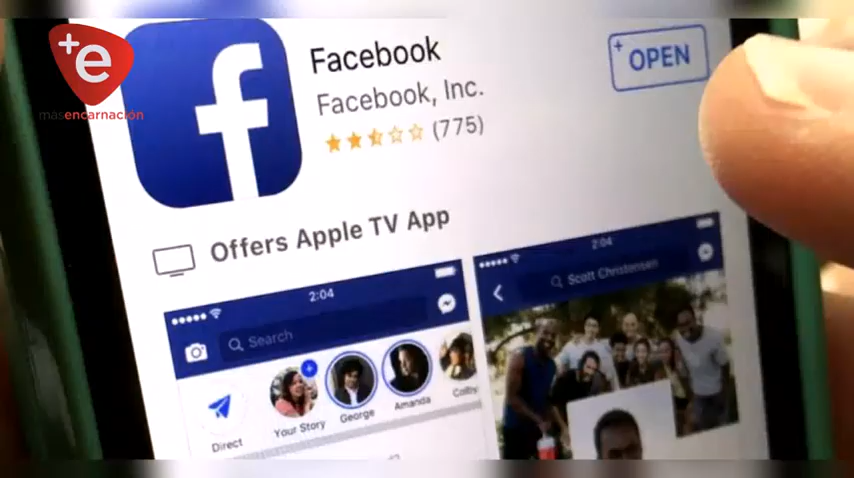 +e
másencarnación
f
Facebook
Facebook, Inc.
(775)
+ OPEN
Offers Apple TV App
2:04
Search
Direct
Your Story
George
Amanda
2:04
Scott Christensen